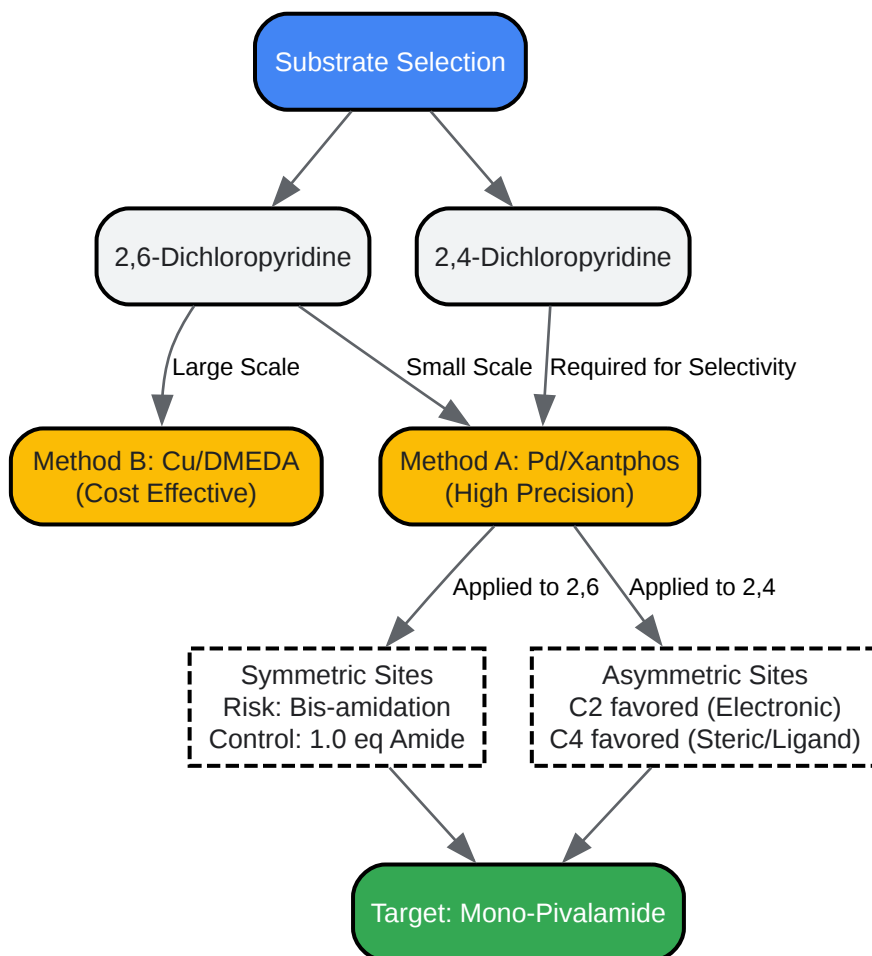 Substrate Selection
2,6-Dichloropyridine
2,4-Dichloropyridine
Large Scale
Small Scale
Required for Selectivity
Method B: Cu/DMEDA
(Cost Effective)
Method A: Pd/Xantphos
(High Precision)
Applied to 2,6
Applied to 2,4
Symmetric Sites
Risk: Bis-amidation
Control: 1.0 eq Amide
Asymmetric Sites
C2 favored (Electronic)
C4 favored (Steric/Ligand)
Target: Mono-Pivalamide